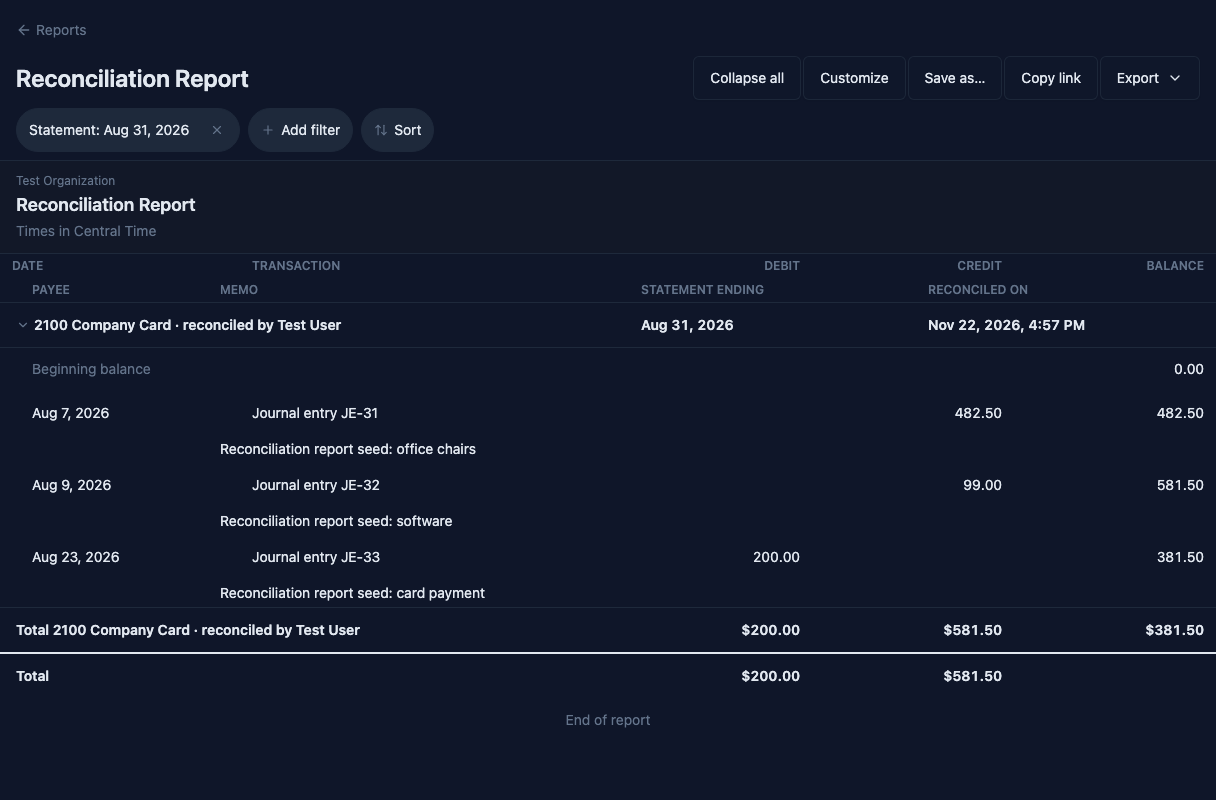 Reports
Reconciliation Report
Collapse all
Customize
Save as...
Copy link
Export
Statement: Aug 31, 2026
Add filter
Sort
Test Organization
Reconciliation Report
Times in Central Time
DATE TRANSACTION DEBIT CREDIT BALANCE
PAYEE MEMO STATEMENT ENDING RECONCILED ON
2100 Company Card · reconciled by Test User Aug 31, 2026 Nov 22, 2026, 4:57 PM
Beginning balance 0.00
Aug 7, 2026 Journal entry JE-31 482.50 482.50
Reconciliation report seed: office chairs
Aug 9, 2026 Journal entry JE-32 99.00 581.50
Reconciliation report seed: software
Aug 23, 2026 Journal entry JE-33 200.00 381.50
Reconciliation report seed: card payment
Total 2100 Company Card · reconciled by Test User $200.00 $581.50 $381.50
Total $200.00 $581.50
End of report